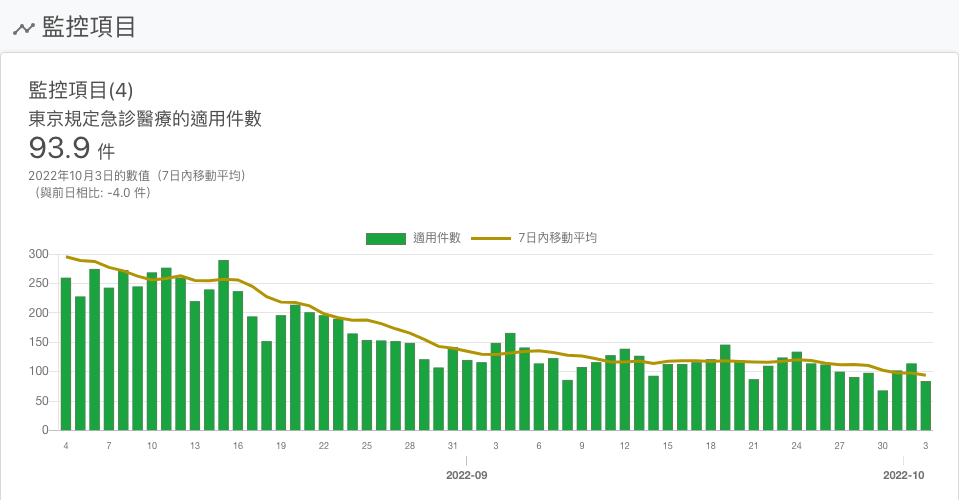 監控項目
監控項目(4)
東京規定急診醫療的適用件數
93.9 件
2022年10月3日的數值（7日內移動平均）
（與前日相比: -4.0 件）
適用件數 7日內移動平均
300
250
200
150
100
50
0
4 7 10 13 16 19 22 25 28 31 3 6 9 12 15 18 21 24 27 30 3
2022-09 2022-10